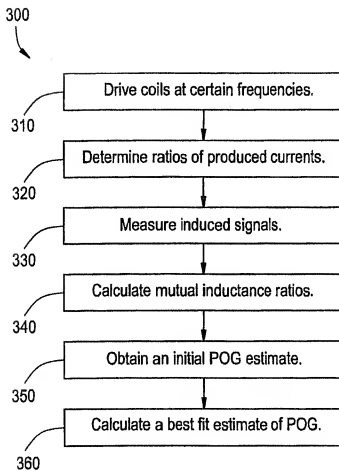 300
Drive coils at certain frequencies.
310
Determine ratios of produced currents.
320
Measure induced signals.
330
Calculate mutual inductance ratios.
340
Obtain an initial POG estimate.
350
Calculate a best fit estimate of POG.
360